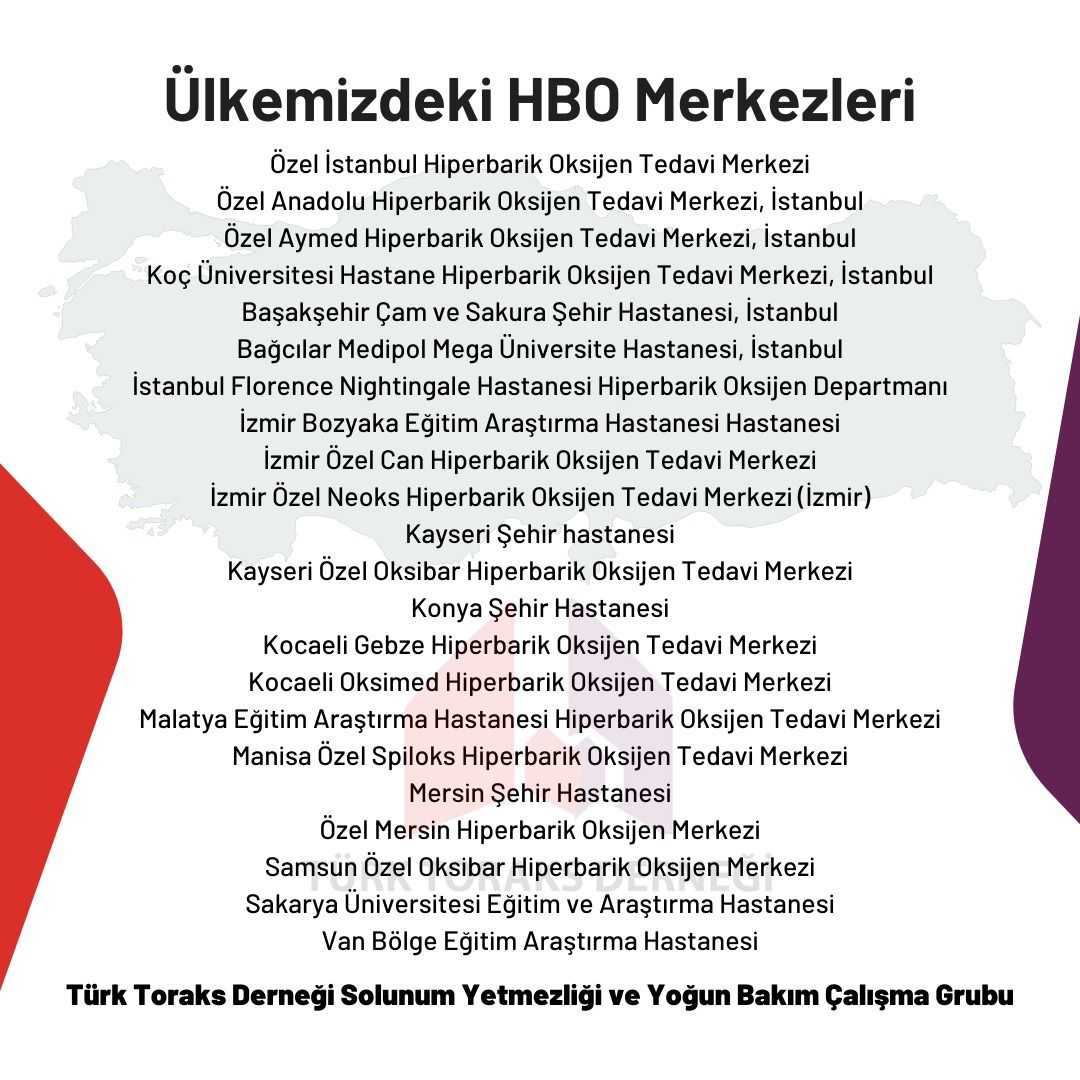 Ülkemizdeki HBO Merkezleri
Özel İstanbul Hiperbarik Oksijen Tedavi Merkezi
Özel Anadolu Hiperbarik Oksijen Tedavi Merkezi, İstanbul
Özel Aymed Hiperbarik Oksijen Tedavi Merkezi, İstanbul
Koç Üniversitesi Hastane Hiperbarik Oksijen Tedavi Merkezi, İstanbul
Başakşehir Çam ve Sakura Şehir Hastanesi, İstanbul
Bağcılar Medipol Mega Üniversite Hastanesi, İstanbul
İstanbul Florence Nightingale Hastanesi Hiperbarik Oksijen Departmanı
İzmir Bozyaka Eğitim Araştırma Hastanesi Hastanesi
İzmir Özel Can Hiperbarik Oksijen Tedavi Merkezi
İzmir Özel Neoks Hiperbarik Oksijen Tedavi Merkezi (İzmir)
Kayseri Şehir hastanesi
Kayseri Özel Oksibar Hiperbarik Oksijen Tedavi Merkezi
Konya Şehir Hastanesi
Kocaeli Gebze Hiperbarik Oksijen Tedavi Merkezi
Kocaeli Oksimed Hiperbarik Oksijen Tedavi Merkezi
Malatya Eğitim Araştırma Hastanesi Hiperbarik Oksijen Tedavi Merkezi
Manisa Özel Spiloks Hiperbarik Oksijen Tedavi Merkezi
Mersin Şehir Hastanesi
Özel Mersin Hiperbarik Oksijen Merkezi
Samsun Özel Oksibar Hiperbarik Oksijen Merkezi
TÜRK TORAKS DERNEĞİ
Sakarya Üniversitesi Eğitim ve Araştırma Hastanesi
Van Bölge Eğitim Araştırma Hastanesi
Türk Toraks Derneği Solunum Yetmezliği ve Yoğun Bakım Çalışma Grubu